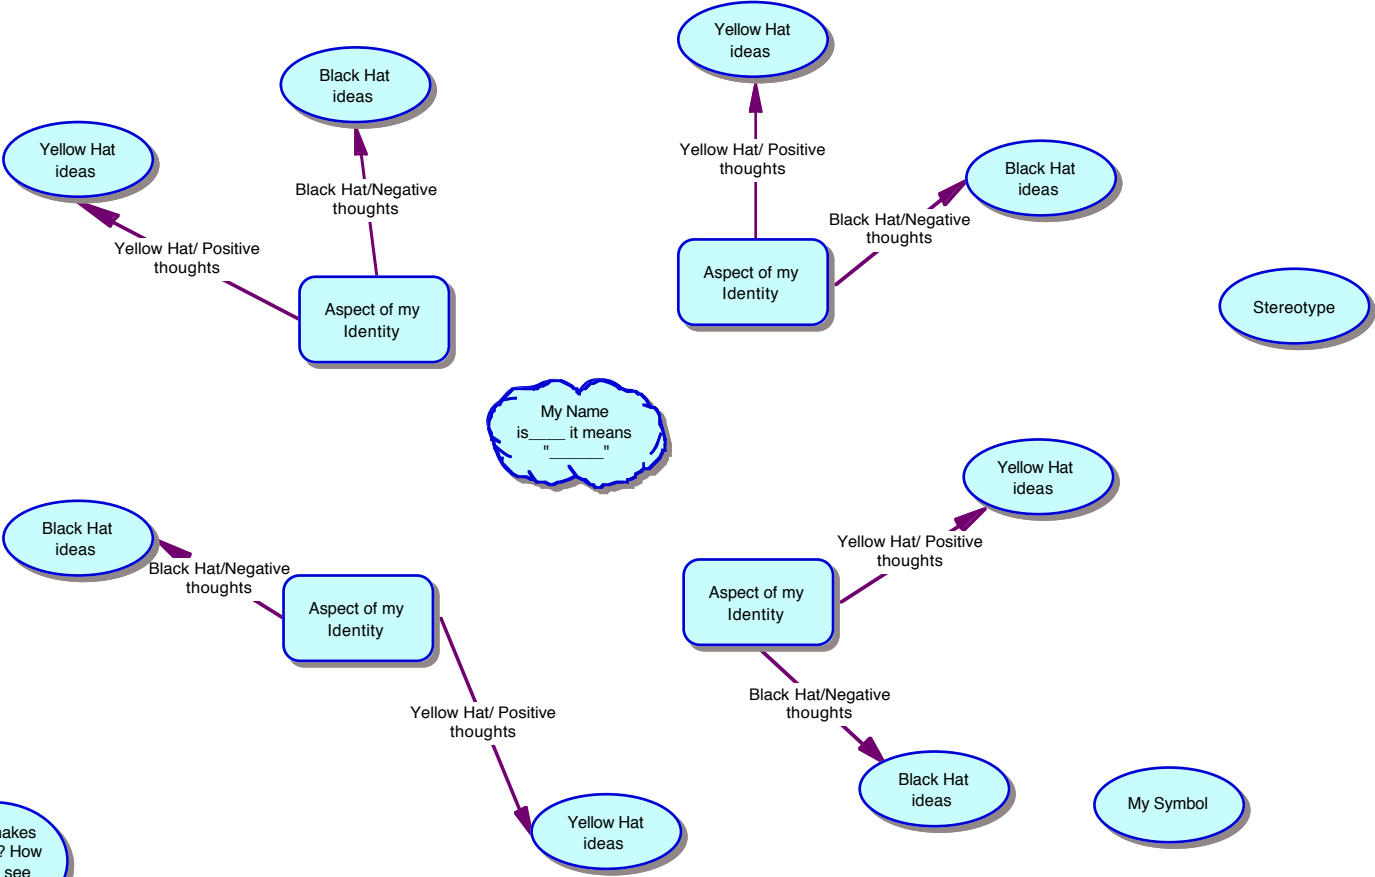 Yellow Hat
ideas
Black Hat
ideas
Yellow Hat
ideas
Yellow Hat/ Positive
thoughts
Black Hat
ideas
Black Hat/Negative
thoughts
Black Hat/Negative
thoughts
Yellow Hat/ Positive
thoughts
Aspect of my
Identity
Aspect of my
Identity
Stereotype
My Name
is____ it means
"______"
Yellow Hat
ideas
Black Hat
ideas
Yellow Hat/ Positive
thoughts
Black Hat/Negative
thoughts
Aspect of my
Identity
Aspect of my
Identity
Black Hat/Negative
thoughts
Yellow Hat/ Positive
thoughts
Black Hat
ideas
My Symbol
Yellow Hat
ideas
? How
see